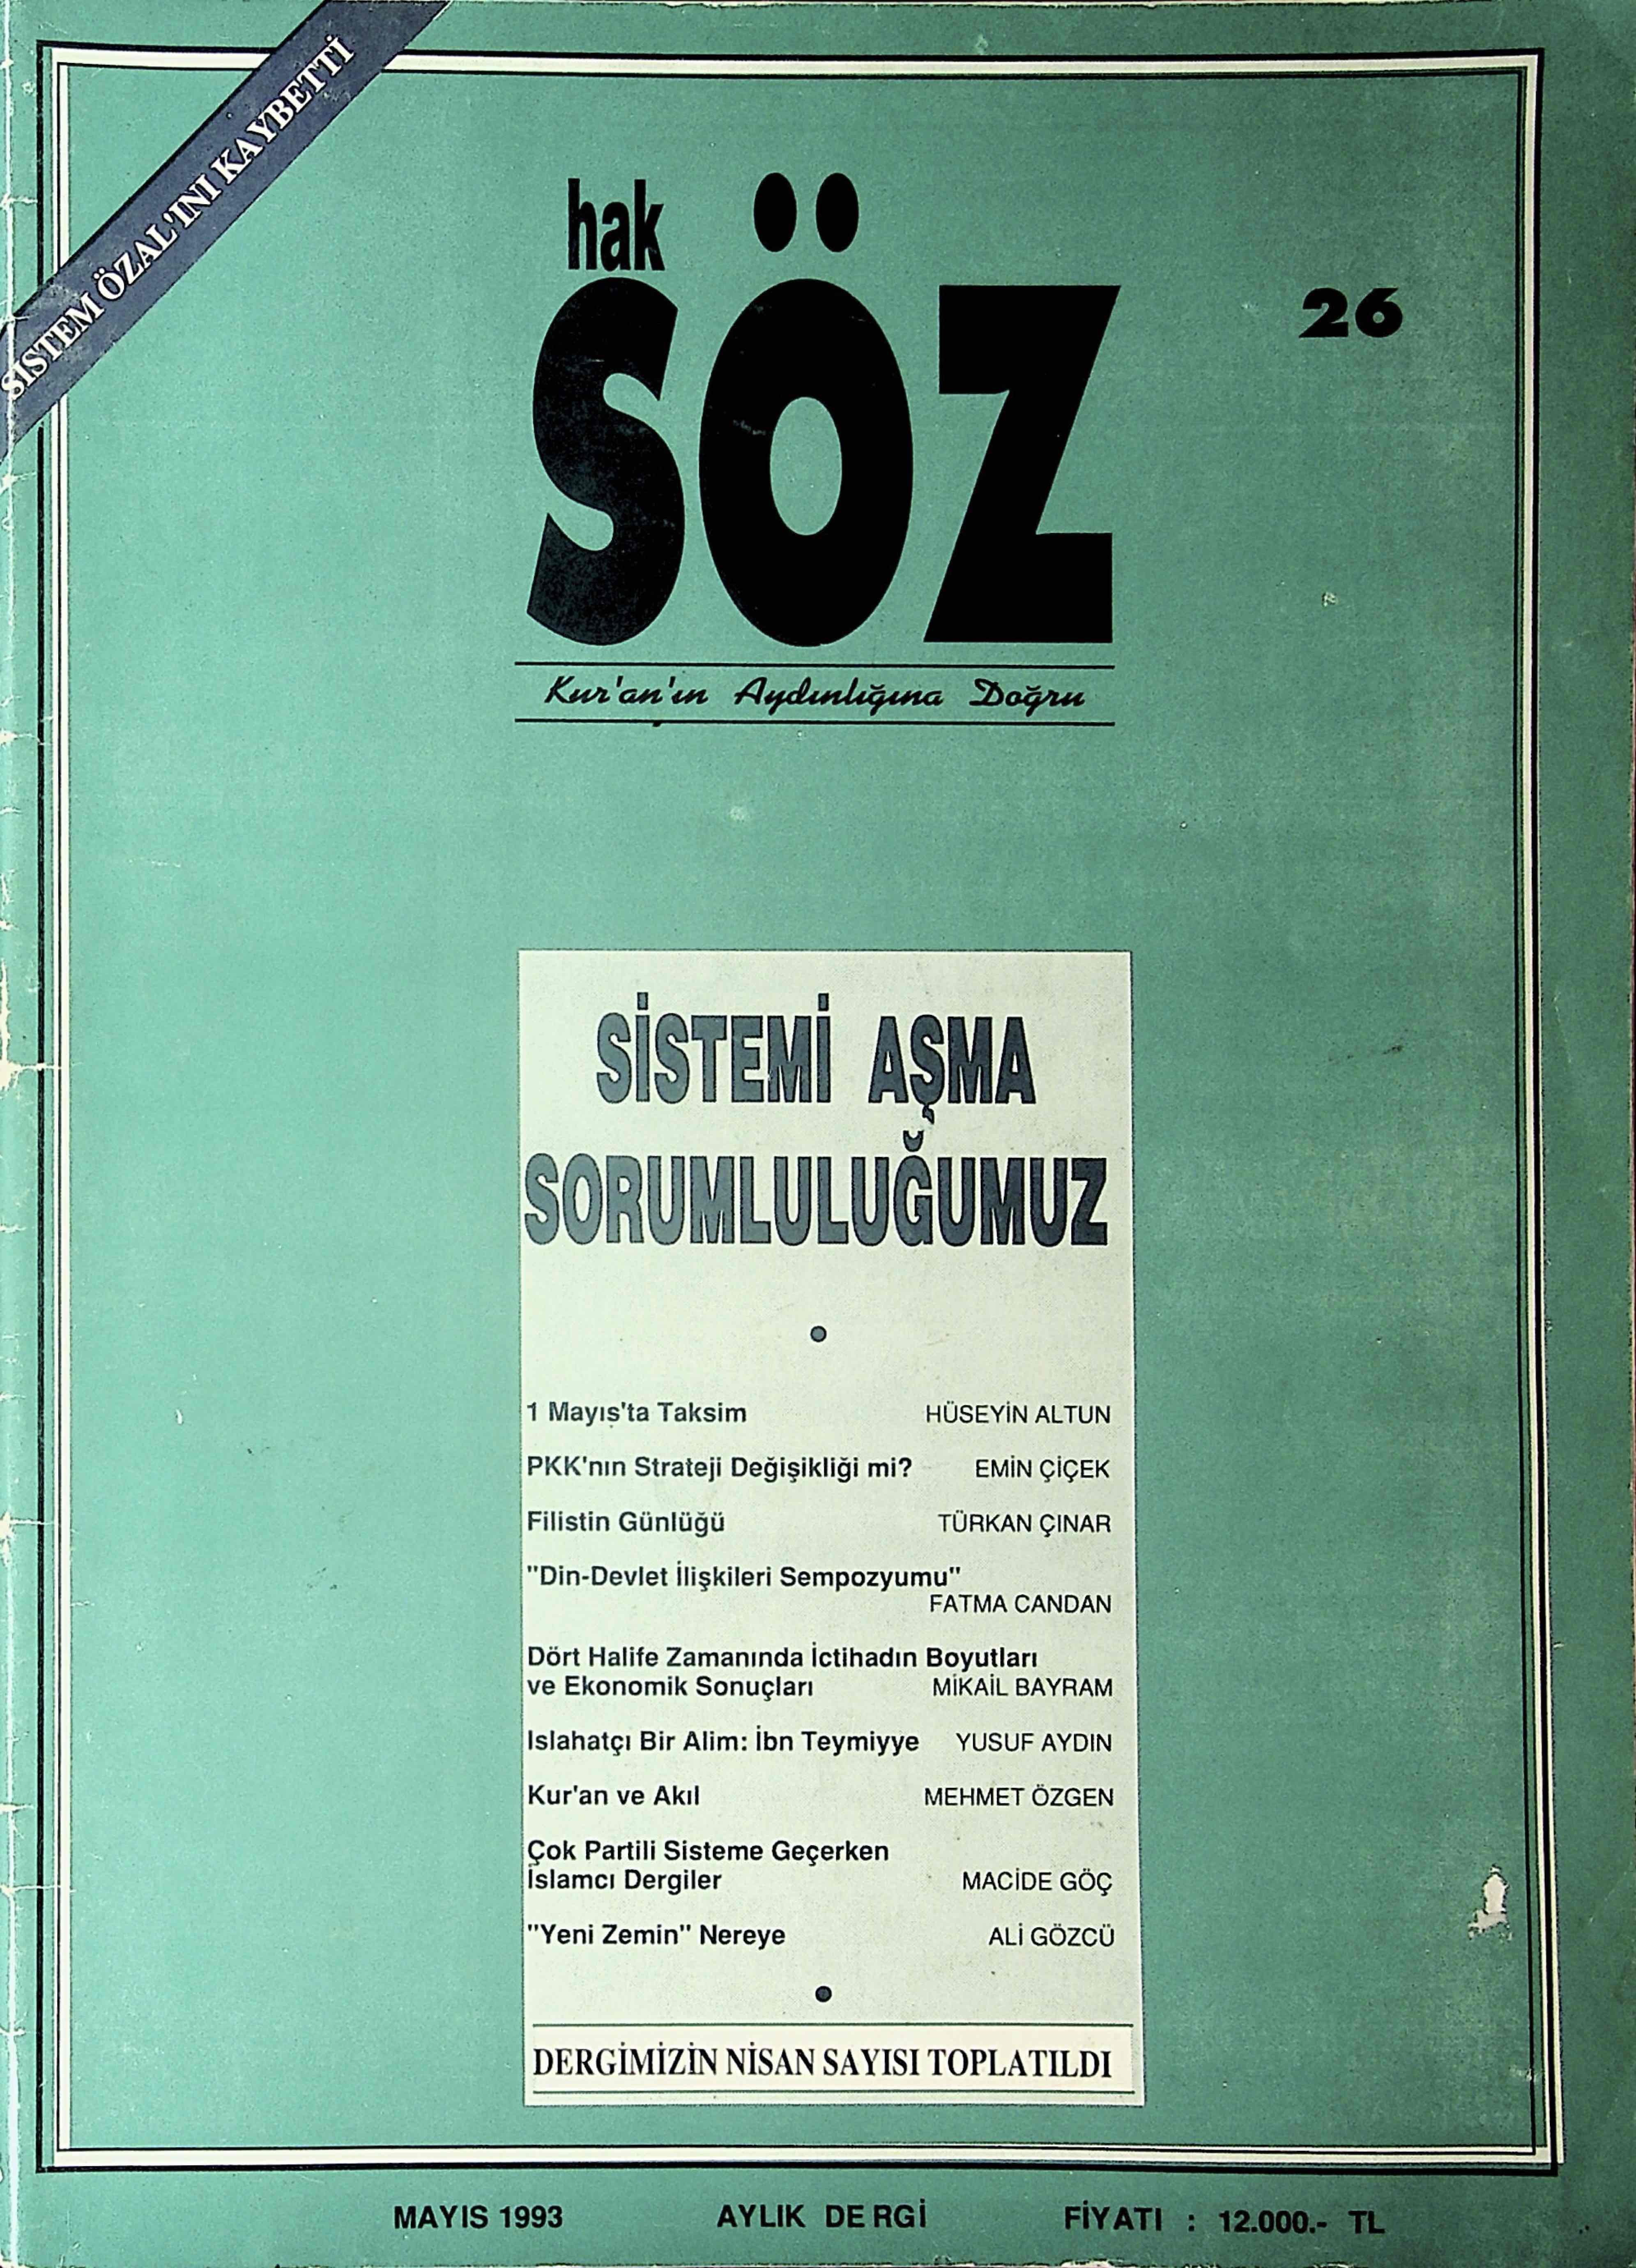 SİSTEM ÖZAL'INI KAYBETTİ
hak
SÖZ
26
Kur'an'ın Aydınlığına Doğru
SİSTEMİ AŞMA
SORUMLULUĞUMUZ
1 Mayıs'ta Taksim HÜSEYİN ALTUN
PKK'nın Strateji Değişikliği mi? EMİN ÇİÇEK
Filistin Günlüğü TÜRKAN ÇINAR
"Din-Devlet İlişkileri Sempozyumu"
FATMA CANDAN
Dört Halife Zamanında İctihadın Boyutları
ve Ekonomik Sonuçları MİKAİL BAYRAM
Islahatçı Bir Alim: İbn Teymiyye YUSUF AYDIN
Kur'an ve Akıl MEHMET ÖZGEN
Çok Partili Sisteme Geçerken
İslamcı Dergiler MACİDE GÖÇ
"Yeni Zemin" Nereye ALİ GÖZCÜ
DERGİMİZİN NİSAN SAYISI TOPLATILDI
MAYIS 1993 AYLIK DERGİ FİYATI : 12.000.- TL